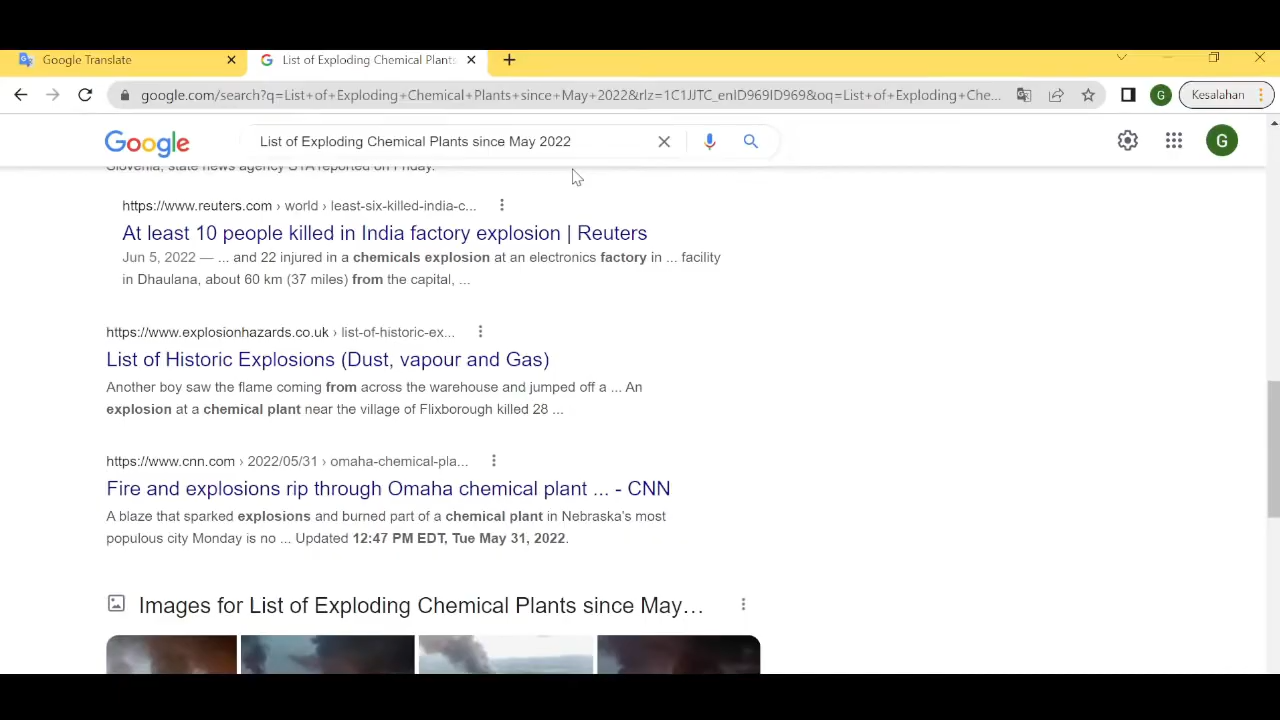 Google Translate
List of Exploding Chemical Plants
google.com/search?q=List+of+Exploding+Chemical+Plants+since+May+2022&rlz=1C1JJTC_enID969ID969&oq=List+of+Exploding+Che...
Kesalahan
Google
List of Exploding Chemical Plants since May 2022
G
Slovenia, state news agency STA reported on Friday.
https://www.reuters.com › world › least-six-killed-india-c...
At least 10 people killed in India factory explosion | Reuters
Jun 5, 2022 — ... and 22 injured in a chemicals explosion at an electronics factory in ... facility
in Dhaulana, about 60 km (37 miles) from the capital, ...
https://www.explosionhazards.co.uk › list-of-historic-ex...
List of Historic Explosions (Dust, vapour and Gas)
Another boy saw the flame coming from across the warehouse and jumped off a ... An
explosion at a chemical plant near the village of Flixborough killed 28 ...
https://www.cnn.com › 2022/05/31 › omaha-chemical-pla...
Fire and explosions rip through Omaha chemical plant ... - CNN
A blaze that sparked explosions and burned part of a chemical plant in Nebraska's most
populous city Monday is no ... Updated 12:47 PM EDT, Tue May 31, 2022.
Images for List of Exploding Chemical Plants since May...